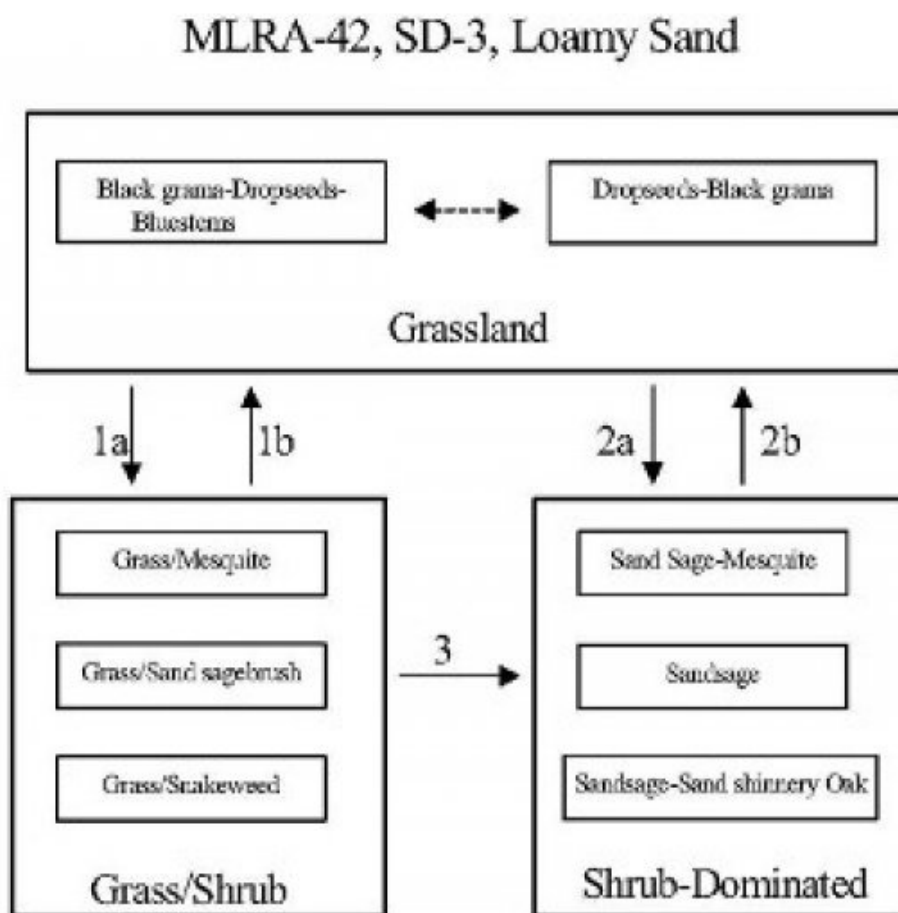 MLRA-42, SD-3, Loamy Sand
Black grama-Dropseeds-
Bluestems
Dropseeds-Black grama
Grassland
1a
1b
2a
2b
Grass/Mesquite
Grass/Sand sagebrush
Grass/Snakeweed
Grass/Shrub
3
Sand Sage-Mesquite
Sandsage
Sandsage-Sand shinnery Oak
Shrub-Dominated